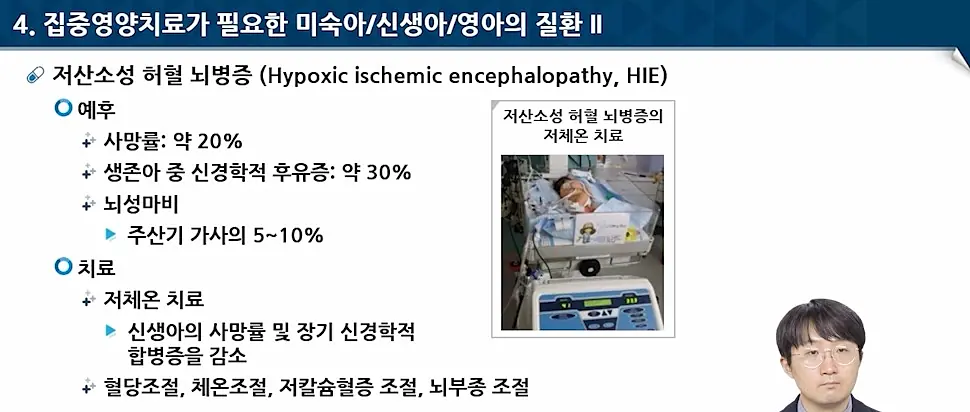 4. 집중영양치료가 필요한 미숙아/신생아/영아의 질환 II
저산소성 허혈 뇌병증 (Hypoxic ischemic encephalopathy, HIE)
예후
사망률: 약 20%
생존아 중 신경학적 후유증: 약 30%
뇌성마비
주산기 가사의 5~10%
치료
저체온 치료
신생아의 사망률 및 장기 신경학적
합병증을 감소
혈당조절, 체온조절, 저칼슘혈증 조절, 뇌부종 조절
저산소성 허혈 뇌병증의
저체온 치료